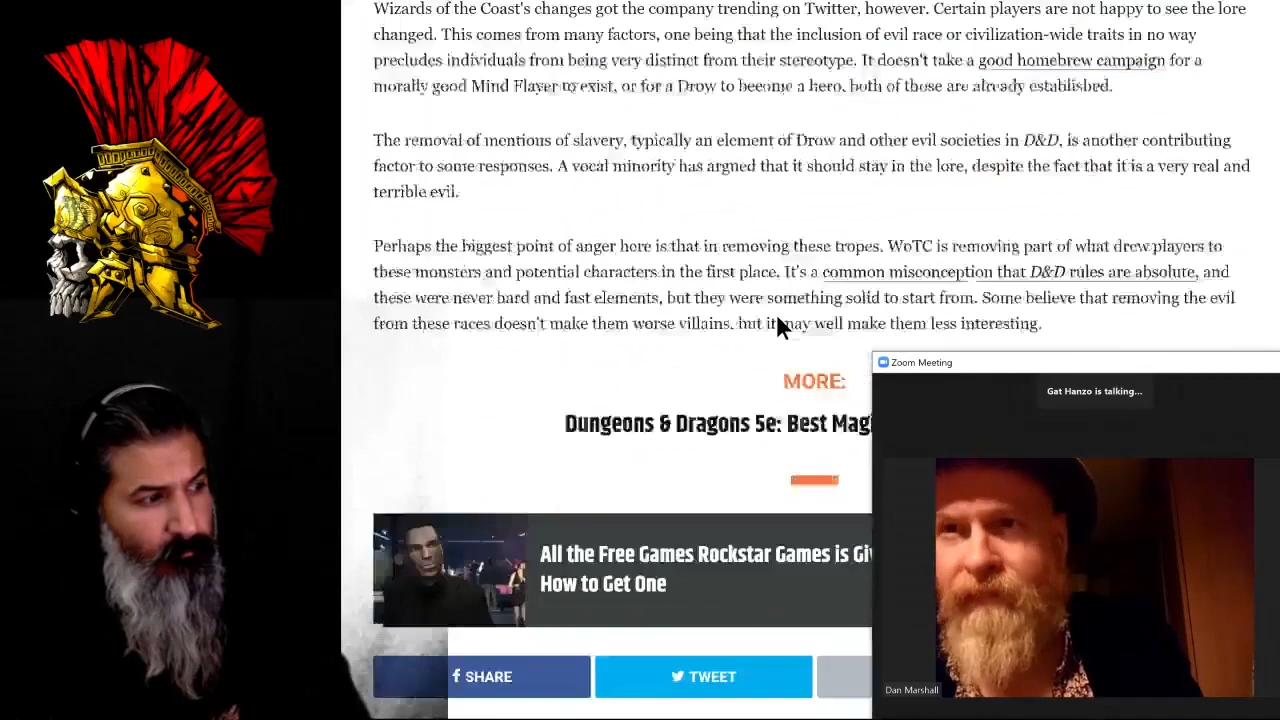 Wizards of the Coast's changes got the company trending on Twitter, however. Certain players are not happy to see the lore
changed. This comes from many factors, one being that the inclusion of evil race or civilization-wide traits in no way
precludes individuals from being very distinct from their stereotype. It doesn't take a good homebrew campaign for a
morally good Mind Flayer to exist, or for a Drow to become a hero, both of those are already established.
The removal of mentions of slavery, typically an element of Drow and other evil societies in D&D, is another contributing
factor to some responses. A vocal minority has argued that it should stay in the lore, despite the fact that it is a very real and
terrible evil.
Perhaps the biggest point of anger here is that in removing these tropes, WoTC is removing part of what drew players to
these monsters and potential characters in the first place. It's a common misconception that D&D rules are absolute, and
these were never hard and fast elements, but they were something solid to start from. Some believe that removing the evil
from these races doesn't make them worse villains, but it may well make them less interesting.
Zoom Meeting
MORE:
Gat Hanzo is talking...
Dungeons & Dragons 5e: Best Magi
All the Free Games Rockstar Games is Giv
How to Get One
SHARE
TWEET
Dan Marshall